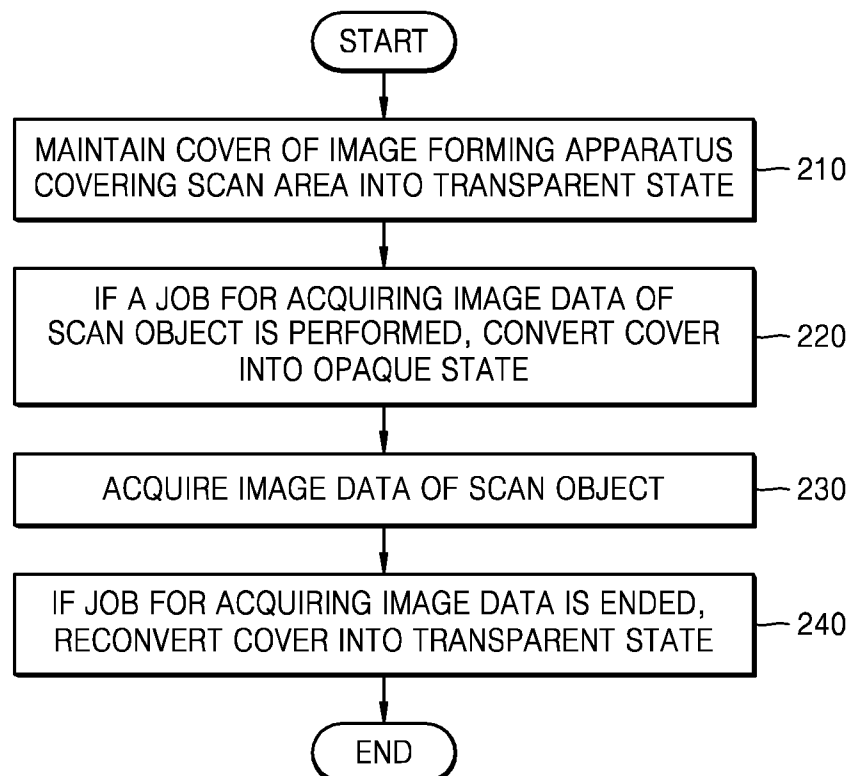 START
MAINTAIN COVER OF IMAGE FORMING APPARATUS
COVERING SCAN AREA INTO TRANSPARENT STATE
210
IF A JOB FOR ACQUIRING IMAGE DATA OF
SCAN OBJECT IS PERFORMED, CONVERT COVER
INTO OPAQUE STATE
220
ACQUIRE IMAGE DATA OF SCAN OBJECT
230
IF JOB FOR ACQUIRING IMAGE DATA IS ENDED,
RECONVERT COVER INTO TRANSPARENT STATE
240
END